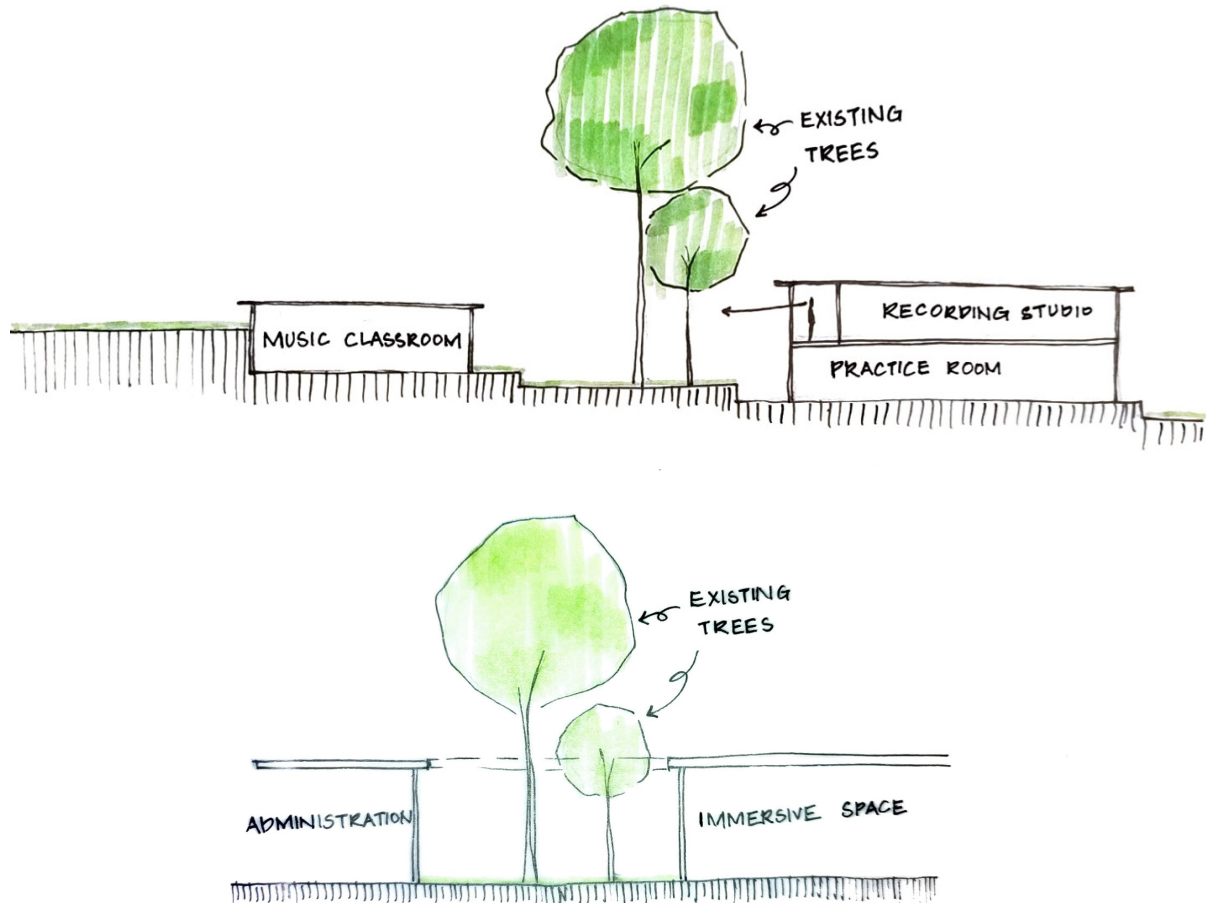 EXISTING
TREES
MUSIC CLASSROOM
RECORDING STUDIO
PRACTICE ROOM
EXISTING
TREES
ADMINISTRATION
IMMERSIVE SPACE